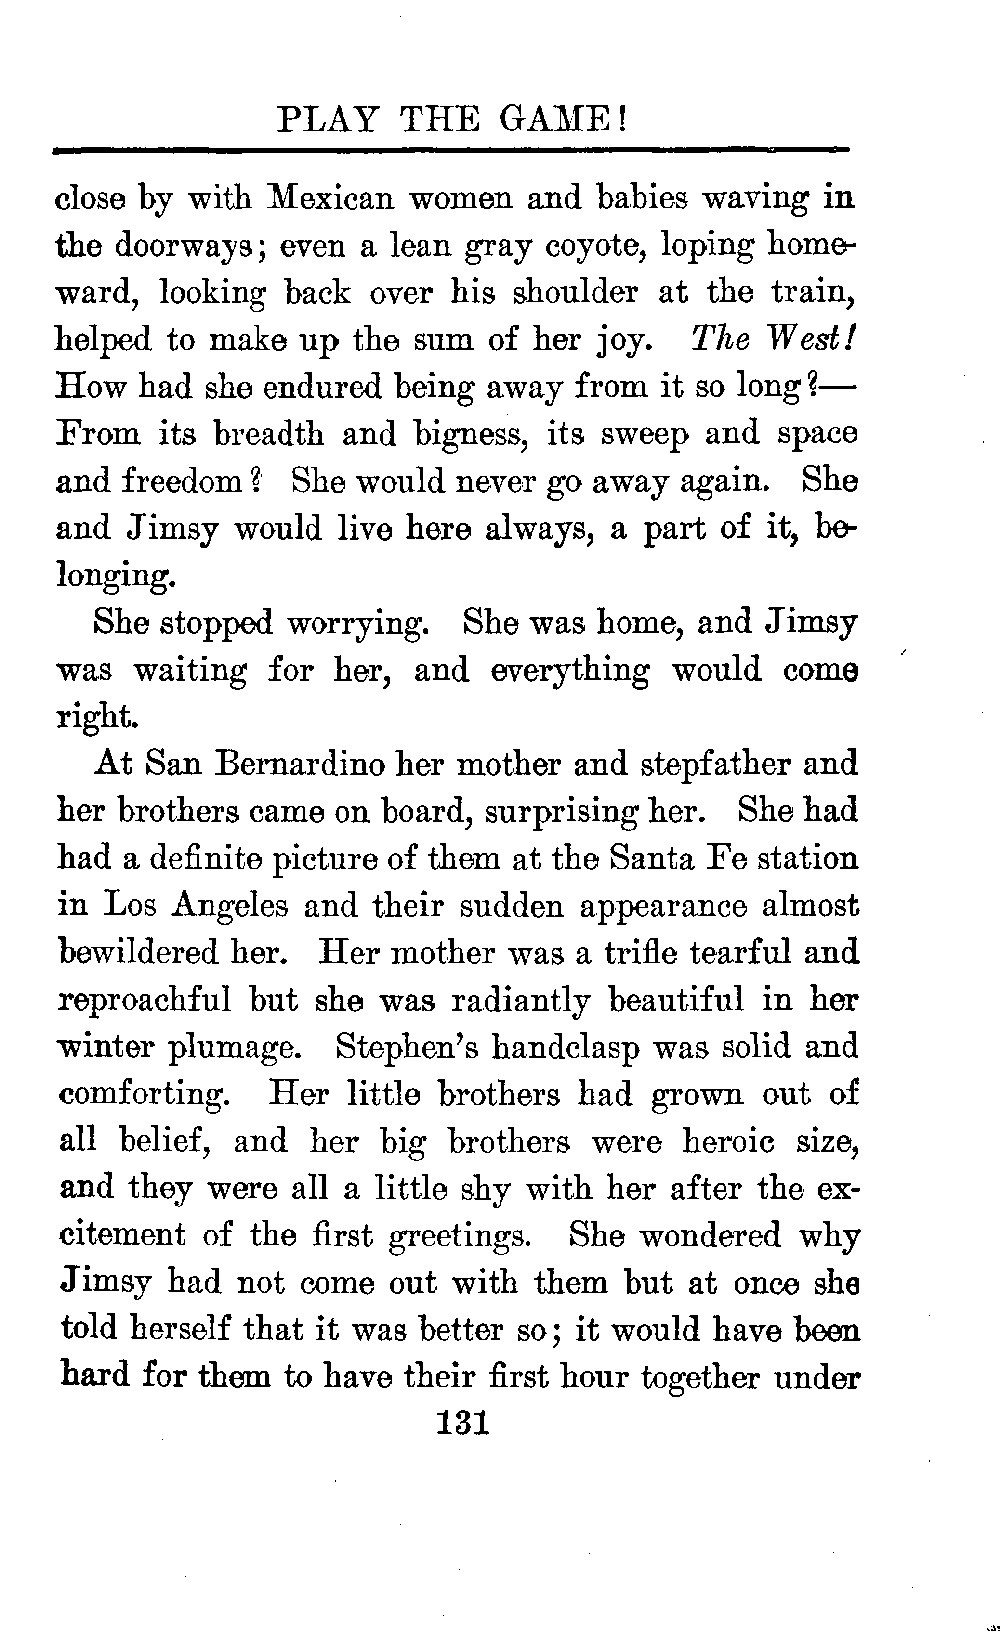 PLAY THE GAME!
close by with Mexican women and babies waving in
the doorways; even a lean gray coyote, loping home-
ward, looking back over his shoulder at the train,
helped to make up the sum of her joy. The West!
How had she endured being away from it so long?—
From its breadth and bigness, its sweep and space
and freedom? She would never go away again. She
and Jimsy would live here always, a part of it, be-
longing.
She stopped worrying. She was home, and Jimsy
was waiting for her, and everything would come
right.
At San Bernardino her mother and stepfather and
her brothers came on board, surprising her. She had
had a definite picture of them at the Santa Fe station
in Los Angeles and their sudden appearance almost
bewildered her. Her mother was a trifle tearful and
reproachful but she was radiantly beautiful in her
winter plumage. Stephen's handclasp was solid and
comforting. Her little brothers had grown out of
all belief, and her big brothers were heroic size,
and they were all a little shy with her after the ex-
citement of the first greetings. She wondered why
Jimsy had not come out with them but at once she
told herself that it was better so; it would have been
hard for them to have their first hour together under
131